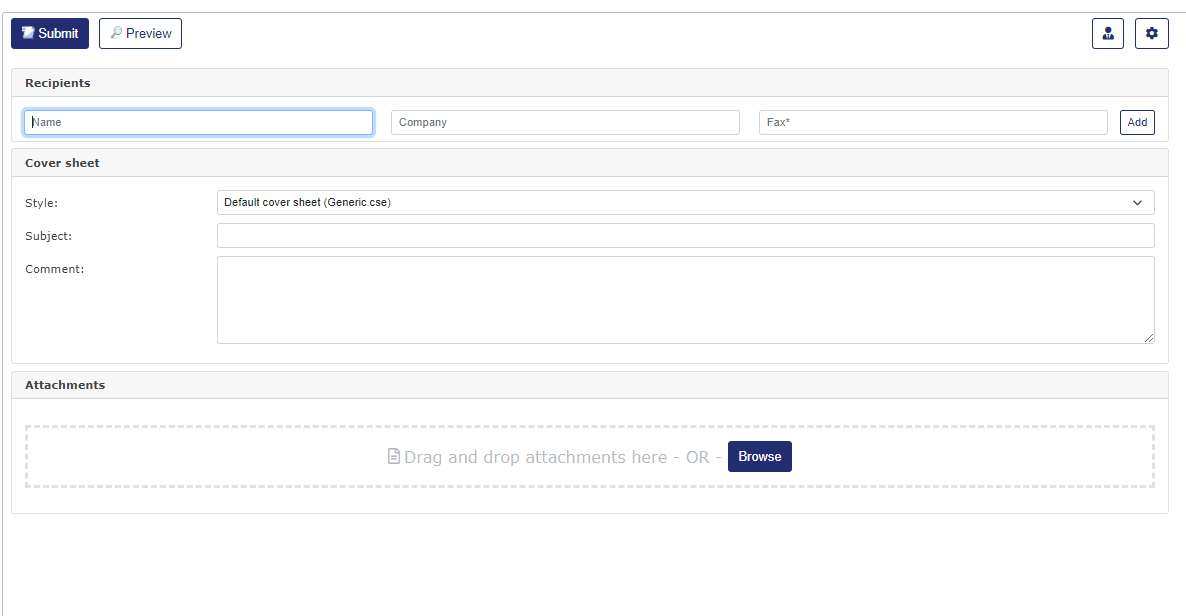 Submit Preview
Recipients
Name Company Fax* Add
Cover sheet
Style: Default cover sheet (Generic.cse)
Subject:
Comment:
Attachments
Drag and drop attachments here - OR - Browse